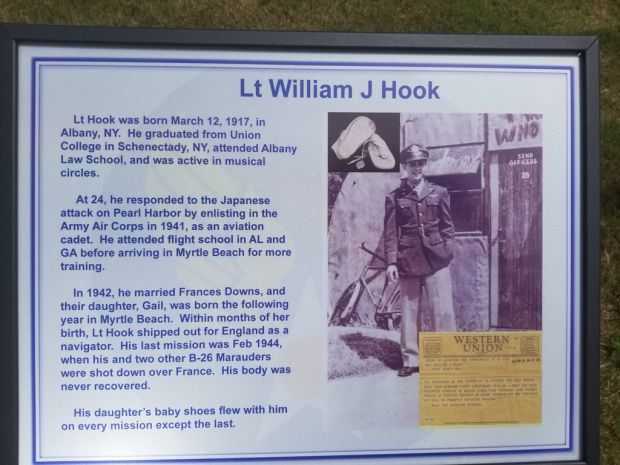 Lt William J Hook
Lt Hook was born March 12, 1917, in
Albany, NY. He graduated from Union
College in Schenectady, NY, attended Albany
Law School, and was active in musical
circles.
At 24, he responded to the Japanese
attack on Pearl Harbor by enlisting in the
Army Air Corps in 1941, as an aviation
cadet. He attended flight school in AL and
GA before arriving in Myrtle Beach for more
training.
In 1942, he married Frances Downs, and
their daughter, Gail, was born the following
year in Myrtle Beach. Within months of her
birth, Lt Hook shipped out for England as a
navigator. His last mission was Feb 1944,
when his and two other B-26 Marauders
were shot down over France. His body was
never recovered.
His daughter's baby shoes flew with him
on every mission except the last.
WHO
OFFICERS
WESTERN
UNION